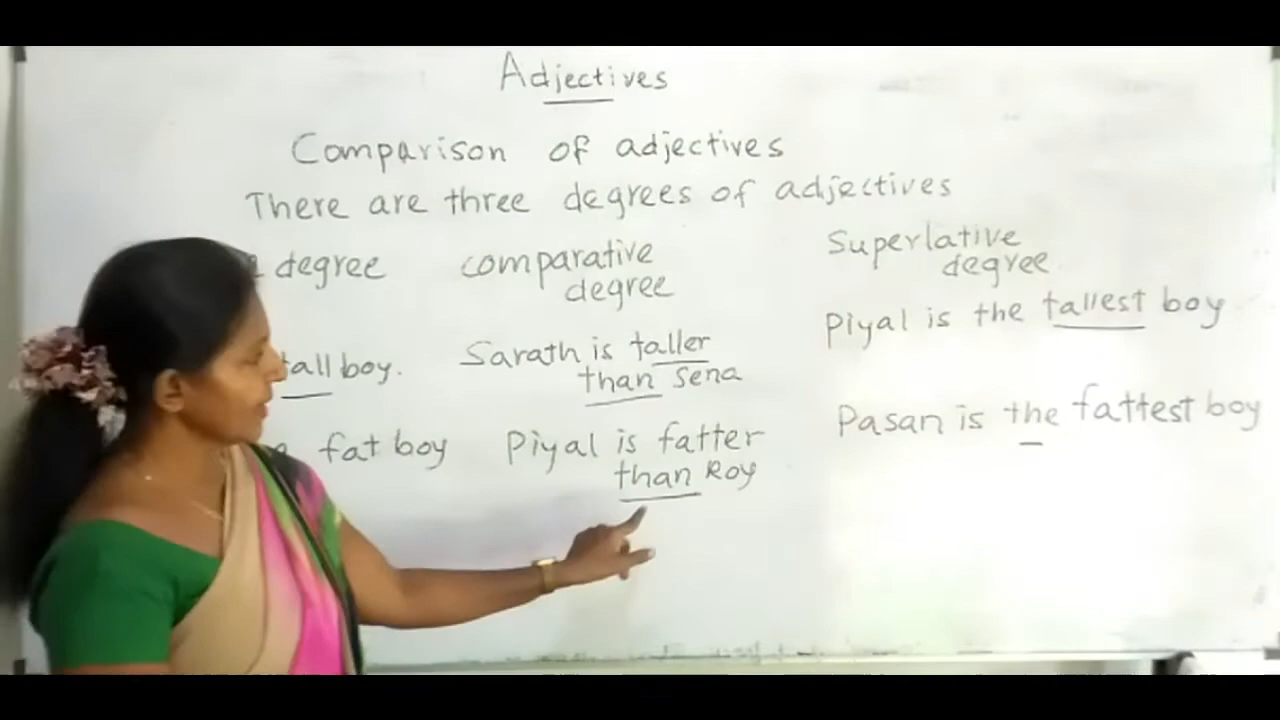 Adjectives
Comparison of adjectives
There are three degrees of adjectives
degree comparative degree Superlative degree
tall boy. Sarath is taller than Sena Piyal is the tallest boy
fat boy Piyal is fatter than Roy Pasan is the fattest boy